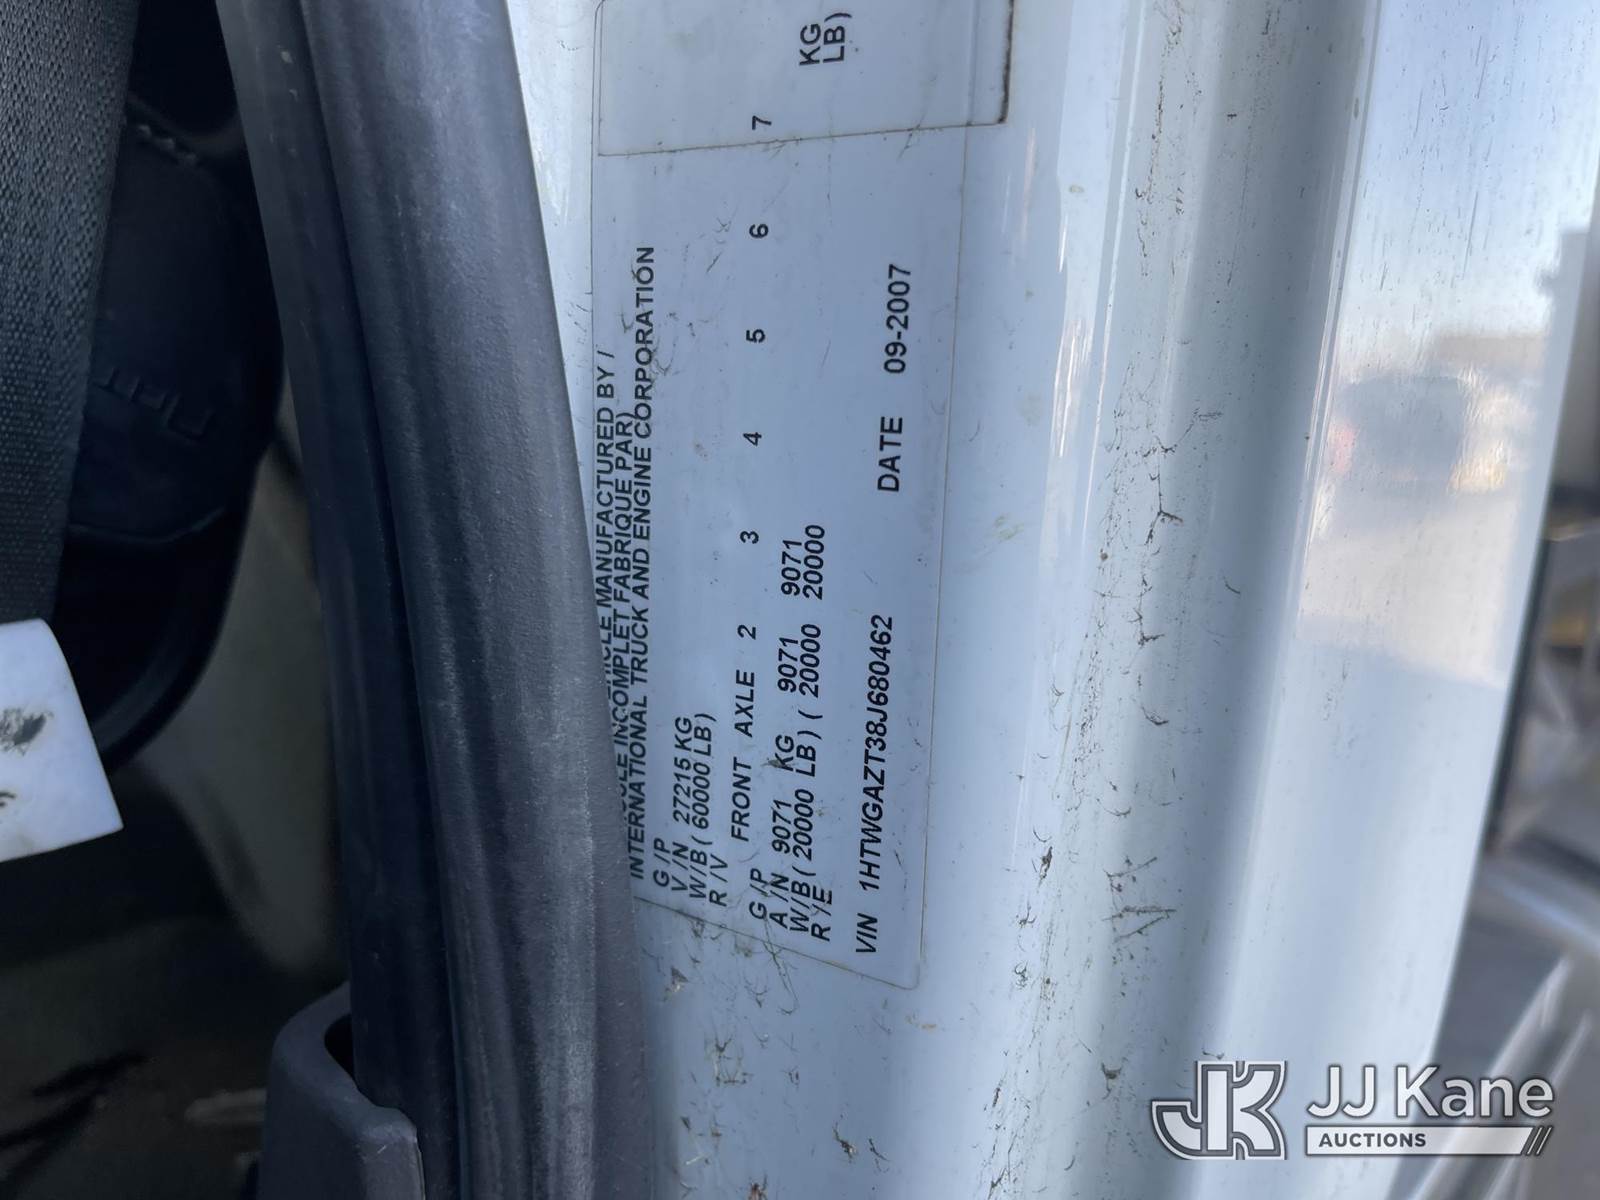 INCOMPLETE VEHICLE MANUFACTURED BY /
VEHICULE INCOMPLET FABRIQUE PAR)
INTERNATIONAL TRUCK AND ENGINE CORPORATION
G /P
V /N 27215 KG
W/B ( 60000 LB)
R /V
FRONT AXLE 2 3 4 5 6 7
G /P
A /N 9071 KG 9071 9071 KG
W/B ( 20000 LB) ( 20000 20000 LB)
R /E
VIN 1HTWGAZT38J680462 DATE 09-2007
JJ Kane
AUCTIONS